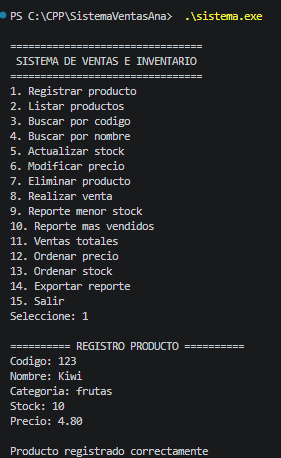 PS C:\CPP\SistemaVentasAna> .\sistema.exe
================================
SISTEMA DE VENTAS E INVENTARIO
================================
1. Registrar producto
2. Listar productos
3. Buscar por codigo
4. Buscar por nombre
5. Actualizar stock
6. Modificar precio
7. Eliminar producto
8. Realizar venta
9. Reporte menor stock
10. Reporte mas vendidos
11. Ventas totales
12. Ordenar precio
13. Ordenar stock
14. Exportar reporte
15. Salir
Seleccione: 1
========== REGISTRO PRODUCTO ==========
Codigo: 123
Nombre: Kiwi
Categoria: frutas
Stock: 10
Precio: 4.80
Producto registrado correctamente